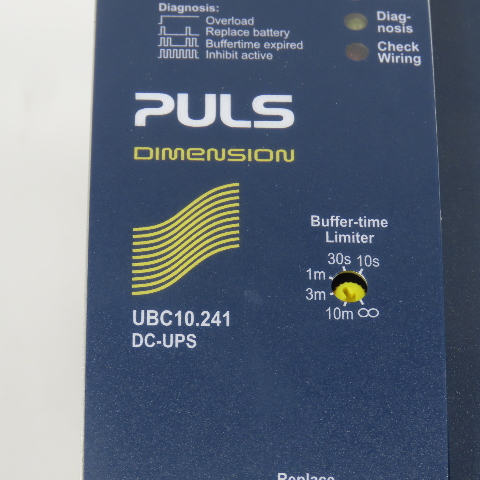 Diagnosis:
Overload
Replace battery
Buffertime expired
Inhibit active
Diag-
nosis
Check
Wiring
PULS
DIMENSION
UBC10.241
DC-UPS
Buffer-time
Limiter
30s 10s
1m
3m
10m ∞
Replace